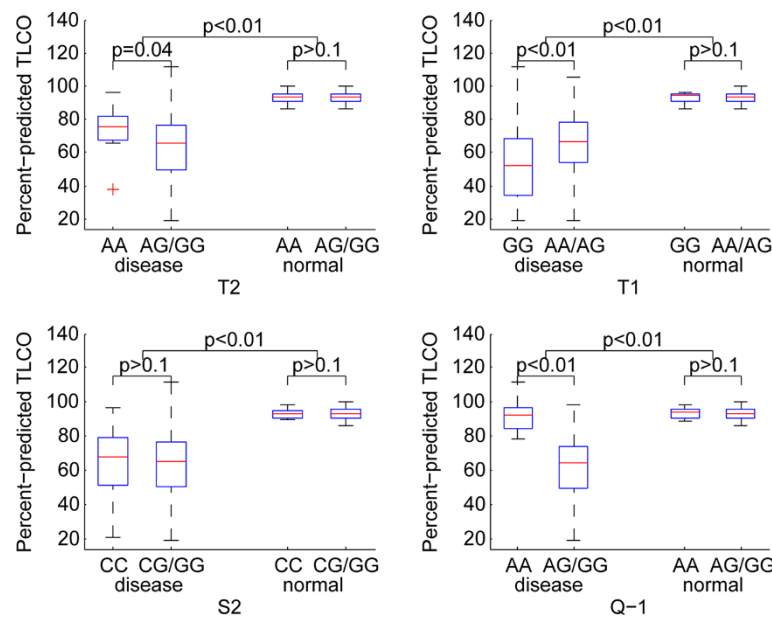 140
120
100
80
60
40
20
Percent-predicted TLCO
p<0.01
p=0.04
p>0.1
AA AG/GG AA AG/GG
disease normal
T2
140
120
100
80
60
40
20
Percent-predicted TLCO
p<0.01
p<0.01
p>0.1
GG AA/AG GG AA/AG
disease normal
T1
140
120
100
80
60
40
20
Percent-predicted TLCO
p<0.01
p>0.1
p>0.1
CC CG/GG CC CG/GG
disease normal
S2
140
120
100
80
60
40
20
Percent-predicted TLCO
p<0.01
p<0.01
p>0.1
AA AG/GG AA AG/GG
disease normal
Q−1